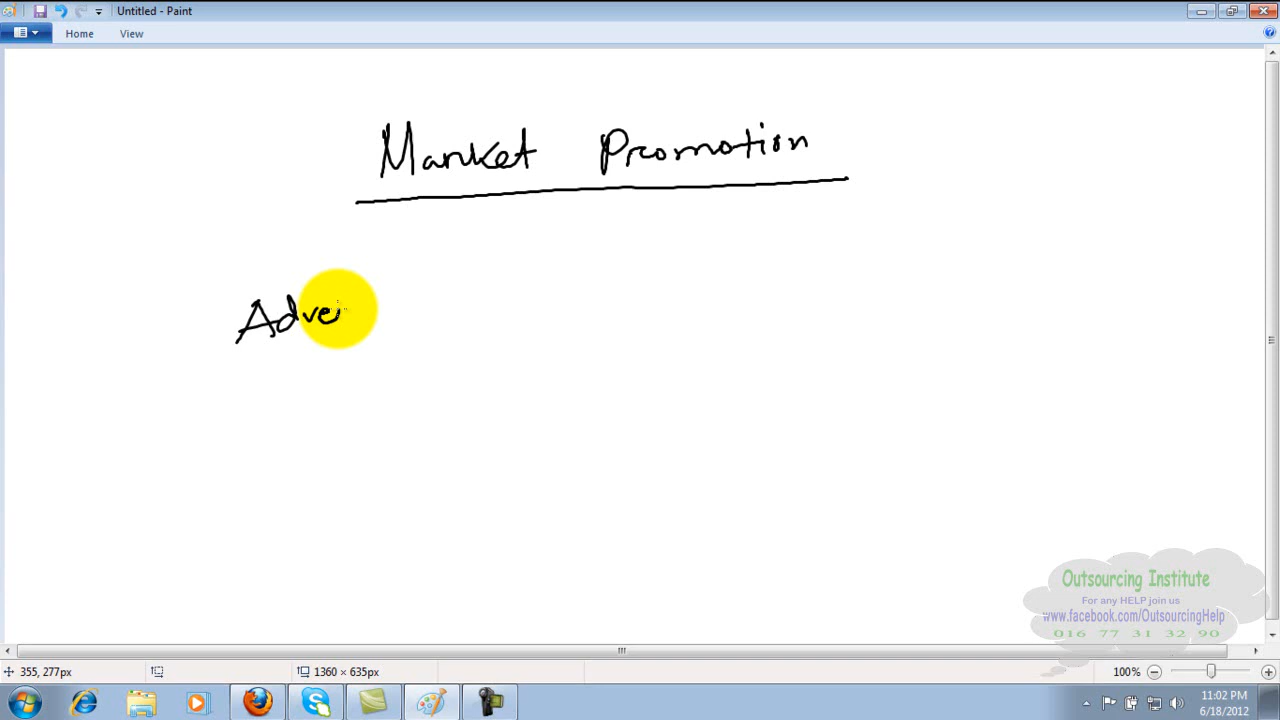 Untitled - Paint
Home View
Market Promotion
Adve
Outsourcing Institute
For any HELP join us
www.facebook.com/OutsourcingHelp
016 77 31 32 90
355, 277px 1360 × 635px 100%
11:02 PM
6/18/2012